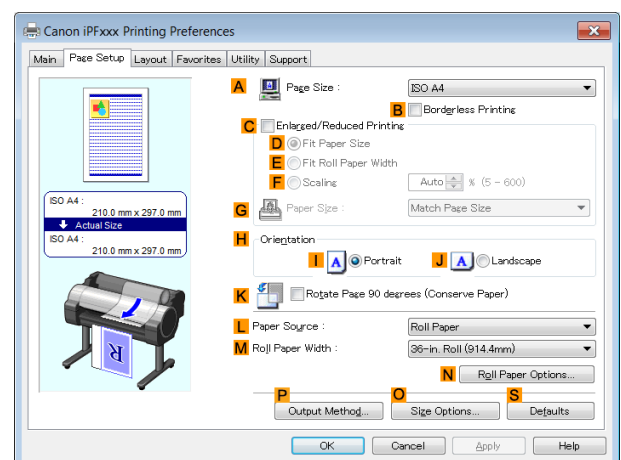 Canon iPFxxx Printing Preferences
Main Page Setup Layout Favorites Utility Support
A Page Size : ISO A4
B Borderless Printing
C Enlarged/Reduced Printing
D Fit Paper Size
E Fit Roll Paper Width
F Scaling Auto % (5 - 600)
G Paper Size : Match Page Size
ISO A4 :
210.0 mm x 297.0 mm
Actual Size
ISO A4 :
210.0 mm x 297.0 mm
H Orientation
I A Portrait J A Landscape
K Rotate Page 90 degrees (Conserve Paper)
L Paper Source : Roll Paper
M Roll Paper Width : 36-in. Roll (914.4mm)
R
N Roll Paper Options...
P O S
Output Method... Size Options... Defaults
OK Cancel Apply Help